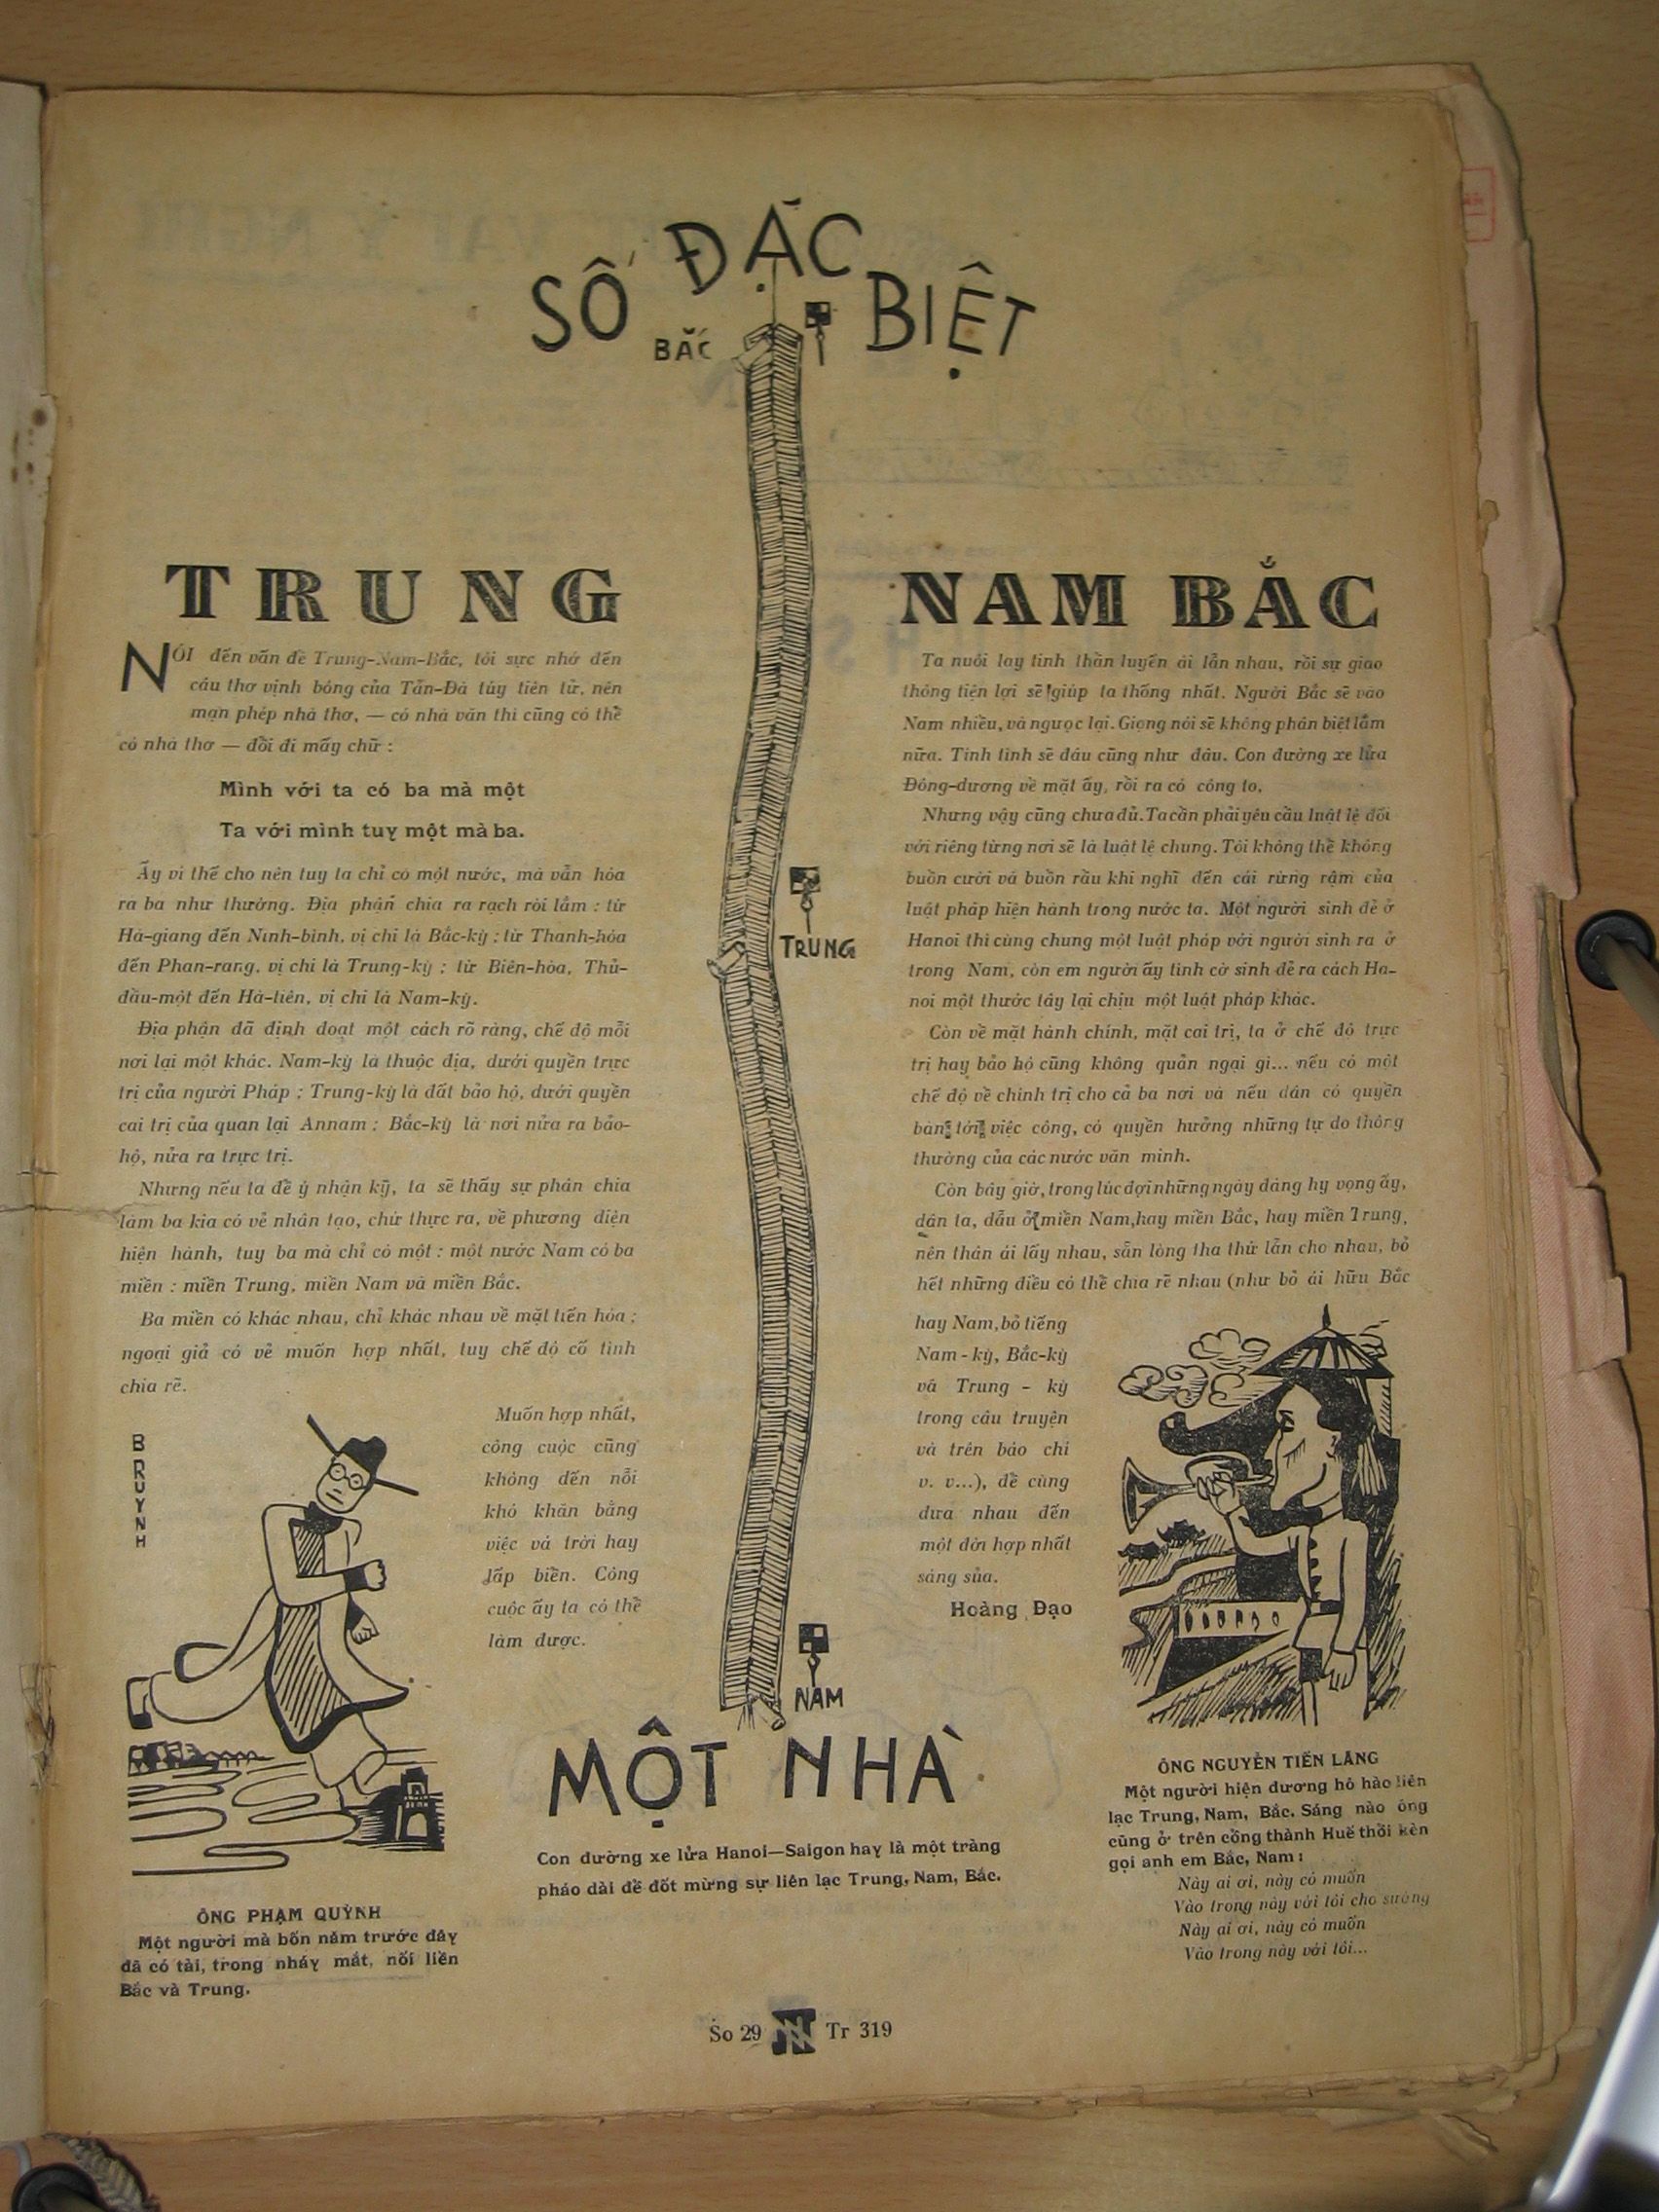 SỐ ĐẶC BIỆT
BẮC
TRUNG
NAM
TRUNG
NÓI đến vấn đề Trung-Nam-Bắc, tôi sực nhớ đến
câu thơ vịnh bóng của Tản-Đà tửu tiên tử, nên
mạn phép nhà thơ, — có nhà văn thì cũng có thể
có nhà thơ — đổi đi mấy chữ :
Mình với ta có ba mà một
Ta với mình tuy một mà ba.
Ấy vì thế cho nên tuy ta chỉ có một nước, mà vẫn hóa
ra ba như thường. Địa phận chia ra rạch ròi lắm : từ
Hà-giang đến Ninh-bình, vị chi là Bắc-kỳ ; từ Thanh-hóa
đến Phan-rang, vị chi là Trung-kỳ ; từ Biên-hòa, Thủ-
dầu-một đến Hà-tiên, vị chi là Nam-kỳ.
Địa phận đã định đoạt một cách rõ ràng, chế độ mỗi
nơi lại một khác. Nam-kỳ là thuộc địa, dưới quyền trực
trị của người Pháp ; Trung-kỳ là đất bảo hộ, dưới quyền
cai trị của quan lại Annam ; Bắc-kỳ là nơi nửa ra bảo-
hộ, nửa ra trực trị.
Nhưng nếu ta để ý nhận kỹ, ta sẽ thấy sự phân chia
làm ba kia có vẻ nhân tạo, chứ thực ra, về phương diện
hiện hành, tuy ba mà chỉ có một : một nước Nam có ba
miền : miền Trung, miền Nam và miền Bắc.
Ba miền có khác nhau, chỉ khác nhau về mặt tiến hóa ;
ngoại giả có vẻ muốn hợp nhất, tuy chế độ cố tình
chia rẽ.
Muốn hợp nhất,
công cuộc cũng
không đến nỗi
khó khăn bằng
việc vá trời hay
lấp biển. Công
cuộc ấy ta có thể
làm được.
BRUYNH
ÔNG PHẠM QUỲNH
Một người mà bốn năm trước đây
đã có tài, trong nháy mắt, nối liền
Bắc và Trung.
NAM BẮC
Ta nuôi lấy tinh thần luyến ái lẫn nhau, rồi sự giao
thông tiện lợi sẽ giúp ta thống nhất. Người Bắc sẽ vào
Nam nhiều, và ngược lại. Giọng nói sẽ không phân biệt lắm
nữa. Tính tình sẽ đâu cũng như đâu. Con đường xe lửa
Đông-dương về mặt ấy, rồi ra có công to.
Nhưng vậy cũng chưa đủ. Ta cần phải yêu cầu luật lệ đối
với riêng từng nơi sẽ là luật lệ chung. Tôi không thể không
buồn cười và buồn rầu khi nghĩ đến cái rừng rậm của
luật pháp hiện hành trong nước ta. Một người sinh đẻ ở
Hanoi thì cùng chung một luật pháp với người sinh ra ở
trong Nam, còn em người ấy tình cờ sinh đẻ ra cách Ha-
noi một thước tây lại chịu một luật pháp khác.
Còn về mặt hành chính, mặt cai trị, ta ở chế độ trực
trị hay bảo hộ cũng không quản ngại gì... nếu có một
chế độ về chính trị cho cả ba nơi và nếu dân có quyền
bàn tới việc công, có quyền hưởng những tự do thông
thường của các nước văn minh.
Còn bây giờ, trong lúc đợi những ngày đáng hy vọng ấy,
dân ta, dẫu ở miền Nam, hay miền Bắc, hay miền Trung,
nên thân ái lấy nhau, sẵn lòng tha thứ lẫn cho nhau, bỏ
hết những điều có thể chia rẽ nhau (như bỏ ái hữu Bắc
hay Nam, bỏ tiếng
Nam - kỳ, Bắc-kỳ
và Trung - kỳ
trong câu truyện
và trên báo chí
v. v...), để cùng
đưa nhau đến
một đời hợp nhất
sáng sủa.
Hoàng Đạo
ÔNG NGUYỄN TIẾN LÃNG
Một người hiện đương hô hào liên
lạc Trung, Nam, Bắc. Sáng nào ông
cũng ở trên cổng thành Huế thổi kèn
gọi anh em Bắc, Nam :
Này ai ơi, này có muốn
Vào trong này với tôi cho sướng
Này ai ơi, này có muốn
Vào trong này với tôi...
MỘT NHÀ
Con đường xe lửa Hanoi—Saigon hay là một tràng
pháo dài để đốt mừng sự liên lạc Trung, Nam, Bắc.
So 29 NN Tr 319